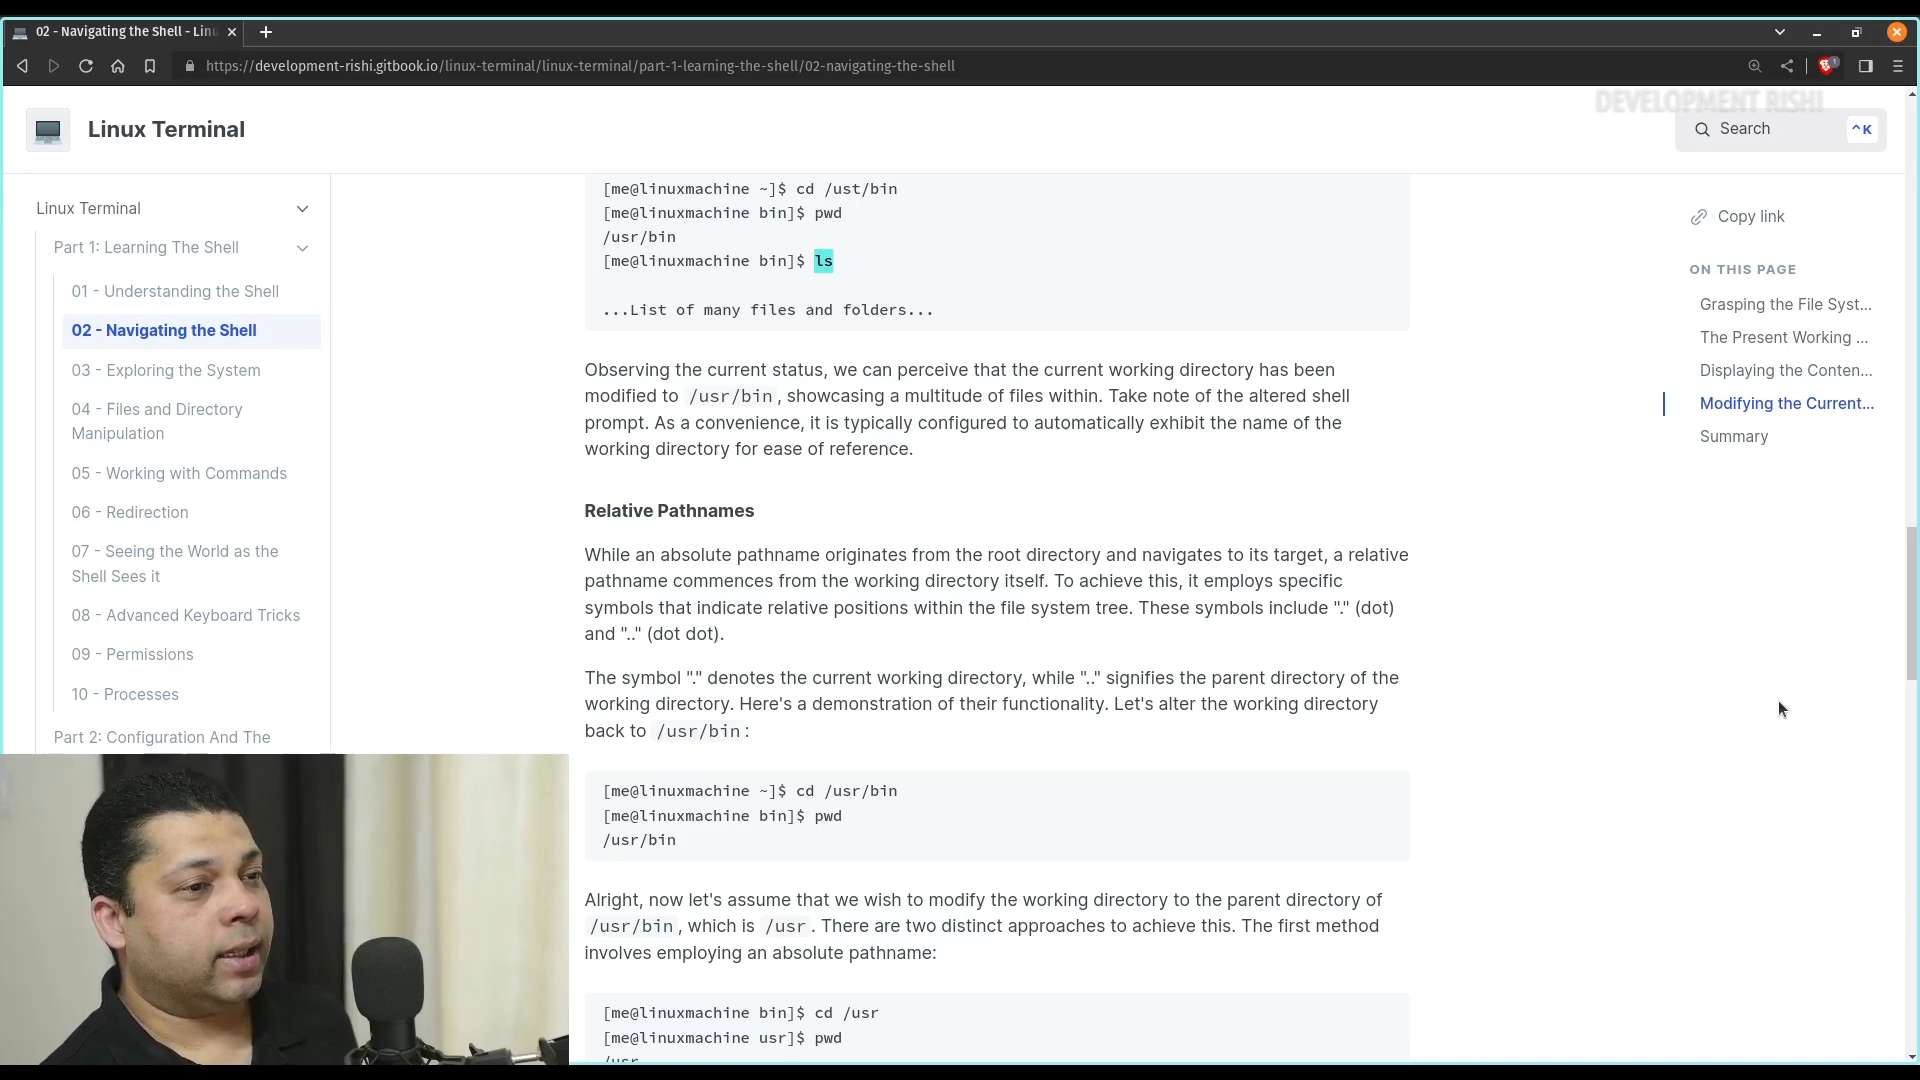 02 - Navigating the Shell - Linu
https://development-rishi.gitbook.io/linux-terminal/linux-terminal/part-1-learning-the-shell/02-navigating-the-shell
1
DEVELOPMENT RISHI
Linux Terminal
Search
^K
Linux Terminal
Part 1: Learning The Shell
01 - Understanding the Shell
02 - Navigating the Shell
03 - Exploring the System
04 - Files and Directory
Manipulation
05 - Working with Commands
06 - Redirection
07 - Seeing the World as the
Shell Sees it
08 - Advanced Keyboard Tricks
09 - Permissions
10 - Processes
Part 2: Configuration And The
[me@linuxmachine ~]$ cd /ust/bin
[me@linuxmachine bin]$ pwd
/usr/bin
[me@linuxmachine bin]$ ls
...List of many files and folders...
Observing the current status, we can perceive that the current working directory has been
modified to /usr/bin, showcasing a multitude of files within. Take note of the altered shell
prompt. As a convenience, it is typically configured to automatically exhibit the name of the
working directory for ease of reference.
Relative Pathnames
While an absolute pathname originates from the root directory and navigates to its target, a relative
pathname commences from the working directory itself. To achieve this, it employs specific
symbols that indicate relative positions within the file system tree. These symbols include "." (dot)
and ".." (dot dot).
The symbol "." denotes the current working directory, while ".." signifies the parent directory of the
working directory. Here's a demonstration of their functionality. Let's alter the working directory
back to /usr/bin:
[me@linuxmachine ~]$ cd /usr/bin
[me@linuxmachine bin]$ pwd
/usr/bin
Alright, now let's assume that we wish to modify the working directory to the parent directory of
/usr/bin, which is /usr. There are two distinct approaches to achieve this. The first method
involves employing an absolute pathname:
[me@linuxmachine bin]$ cd /usr
[me@linuxmachine usr]$ pwd
/usr
Copy link
ON THIS PAGE
Grasping the File Syst...
The Present Working ...
Displaying the Conten...
Modifying the Current...
Summary